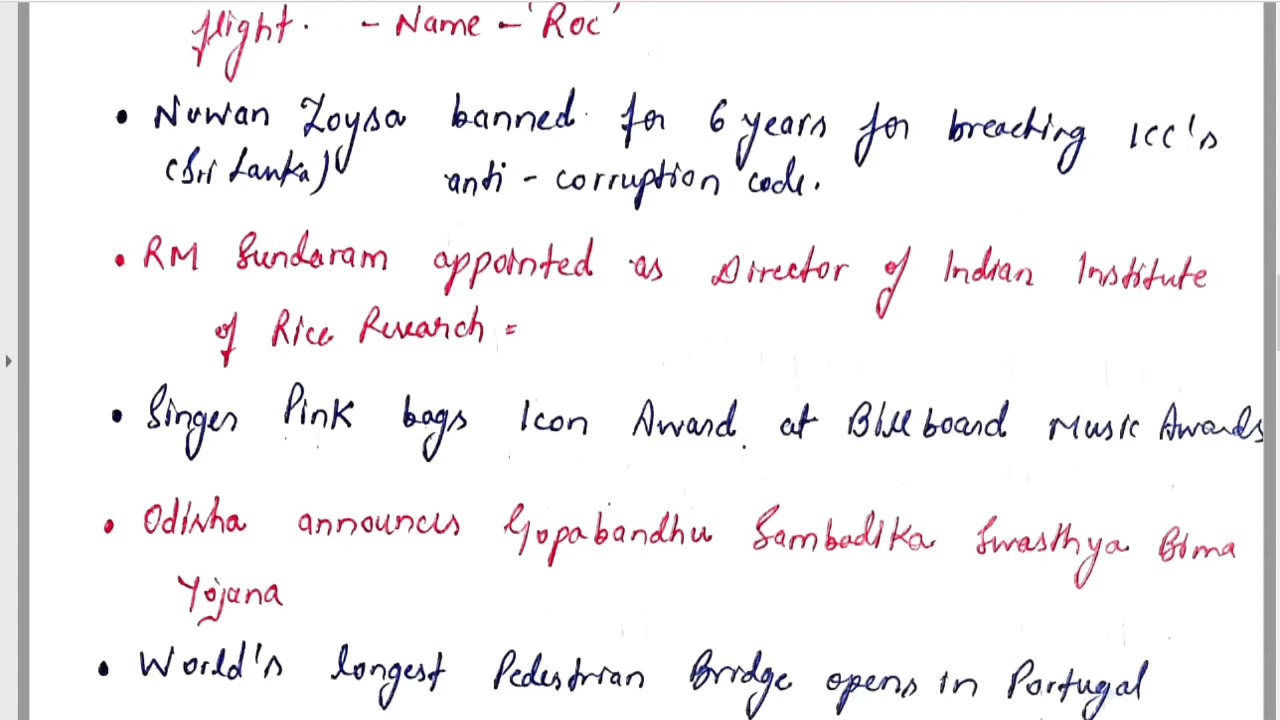 flight. - Name - 'Roc'
• Nuwan Zoysa banned for 6 years for breaching ICC's
(Sri Lanka) anti - corruption code.
• RM Sundaram appointed as Director of Indian Institute
of Rice Research =
• Singer Pink bags Icon Award at Billboard Music Awards
• Odisha announces Gopabandhu Sambadika Swasthya Bima
Yojana
• World's longest Pedestrian Bridge opens in Portugal